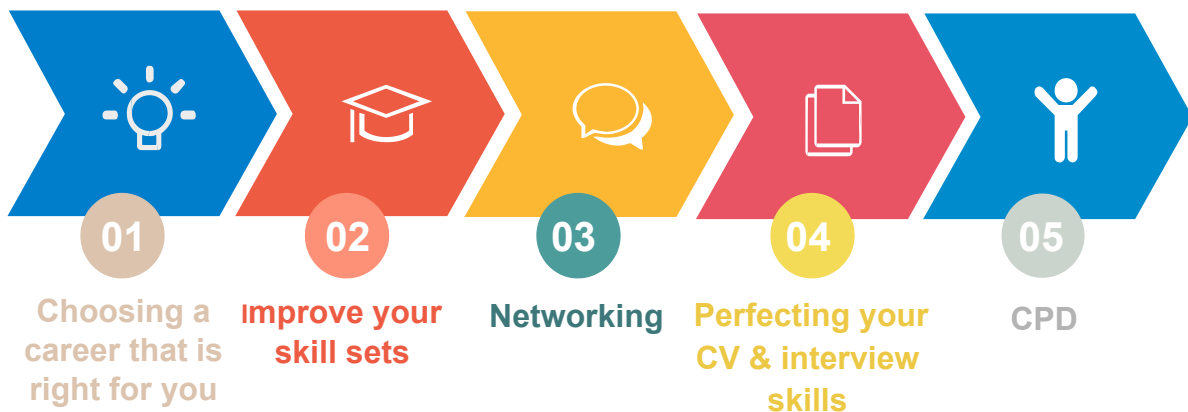 01
Choosing a
career that is
right for you
02
Improve your
skill sets
03
Networking
04
Perfecting your
CV & interview
skills
05
CPD